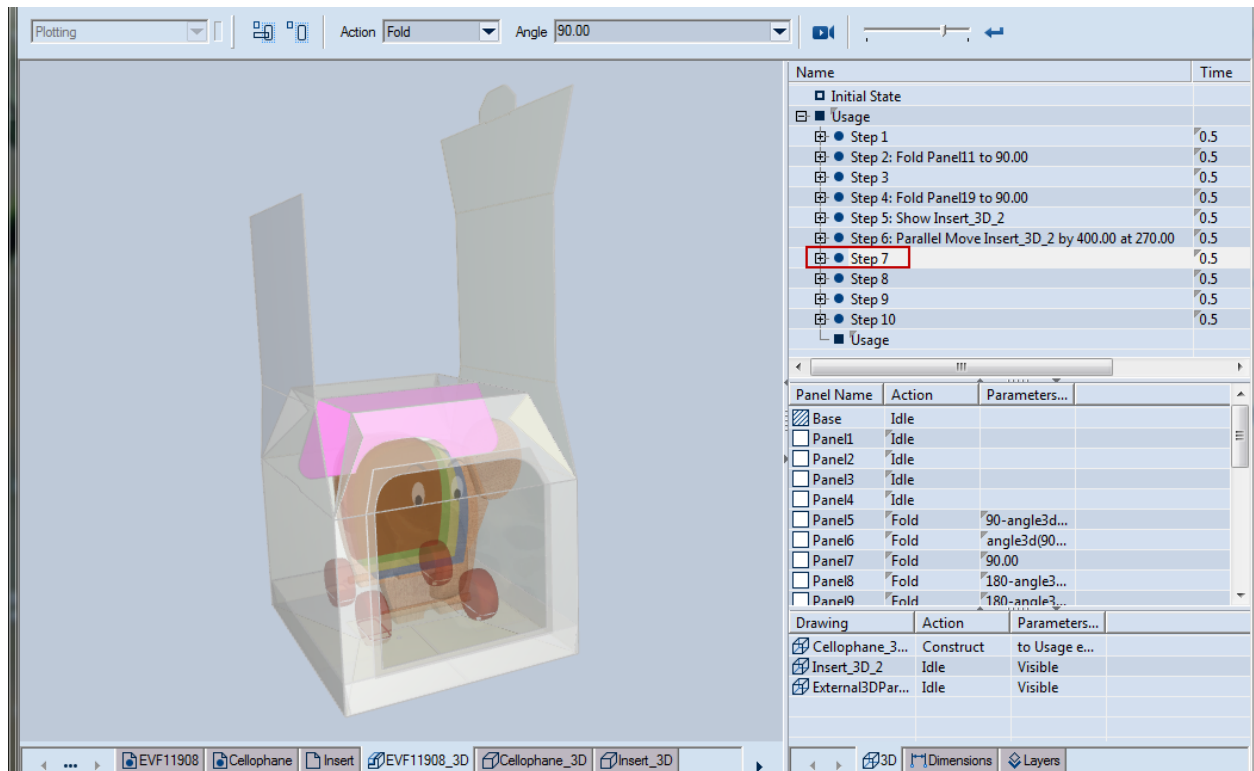 Plotting Action Fold Angle 90.00
Name Time
Initial State
Usage
Step 1 0.5
Step 2: Fold Panel11 to 90.00 0.5
Step 3 0.5
Step 4: Fold Panel19 to 90.00 0.5
Step 5: Show Insert_3D_2 0.5
Step 6: Parallel Move Insert_3D_2 by 400.00 at 270.00 0.5
Step 7 0.5
Step 8 0.5
Step 9 0.5
Step 10 0.5
Usage
Panel Name Action Parameters...
Base Idle
Panel1 Idle
Panel2 Idle
Panel3 Idle
Panel4 Idle
Panel5 Fold 90-angle3d...
Panel6 Fold angle3d(90...
Panel7 Fold 90.00
Panel8 Fold 180-angle3...
Panel9 Fold 180-angle3...
Drawing Action Parameters...
Cellophane_3... Construct to Usage e...
Insert_3D_2 Idle Visible
External3DPar... Idle Visible
... EVF11908 Cellophane Insert EVF11908_3D Cellophane_3D Insert_3D 3D Dimensions Layers